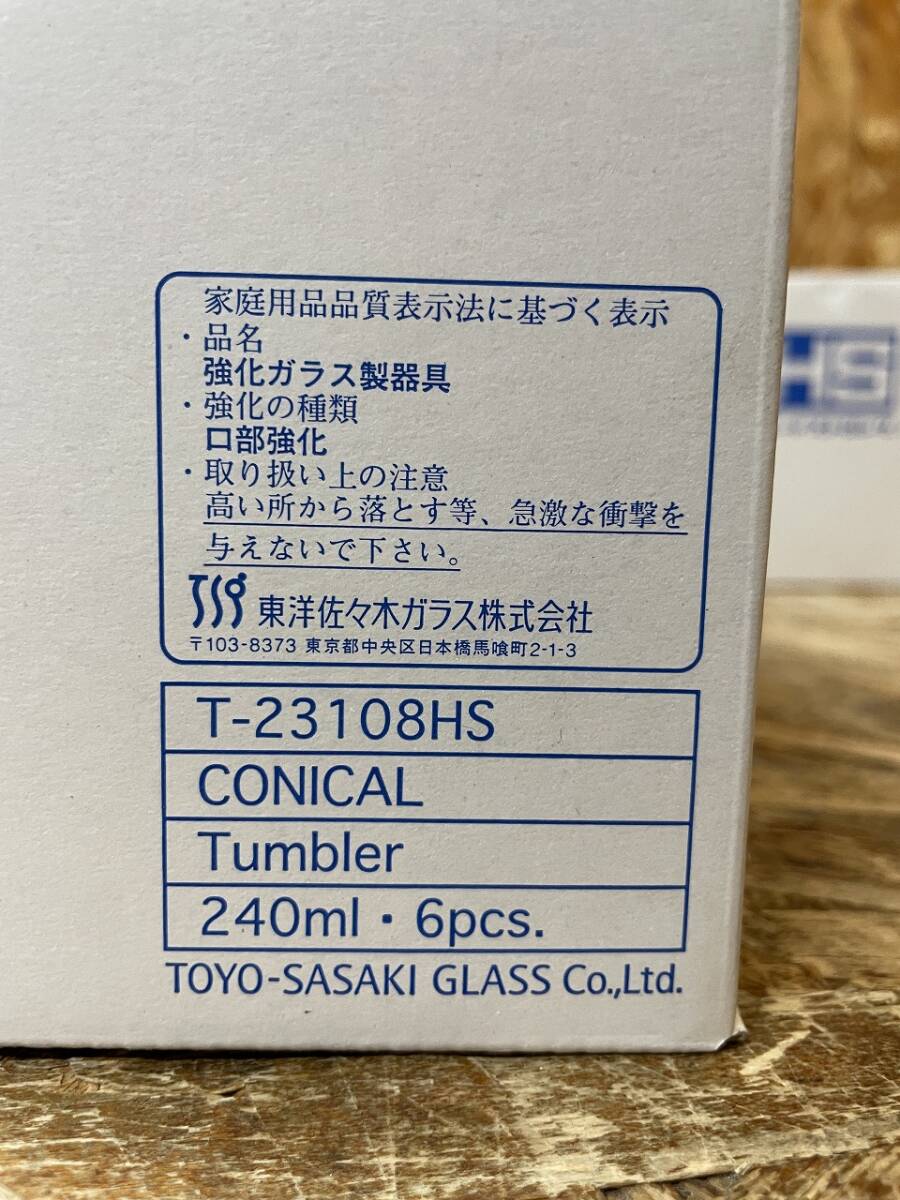 家庭用品品質表示法に基づく表示
・品名
強化ガラス製器具
・強化の種類
口部強化
・取り扱い上の注意
高い所から落とす等、急激な衝撃を
与えないで下さい。
TSG 東洋佐々木ガラス株式会社
〒103-8373 東京都中央区日本橋馬喰町2-1-3
T-23108HS
CONICAL
Tumbler
240ml・6pcs.
TOYO-SASAKI GLASS Co.,Ltd.
HS